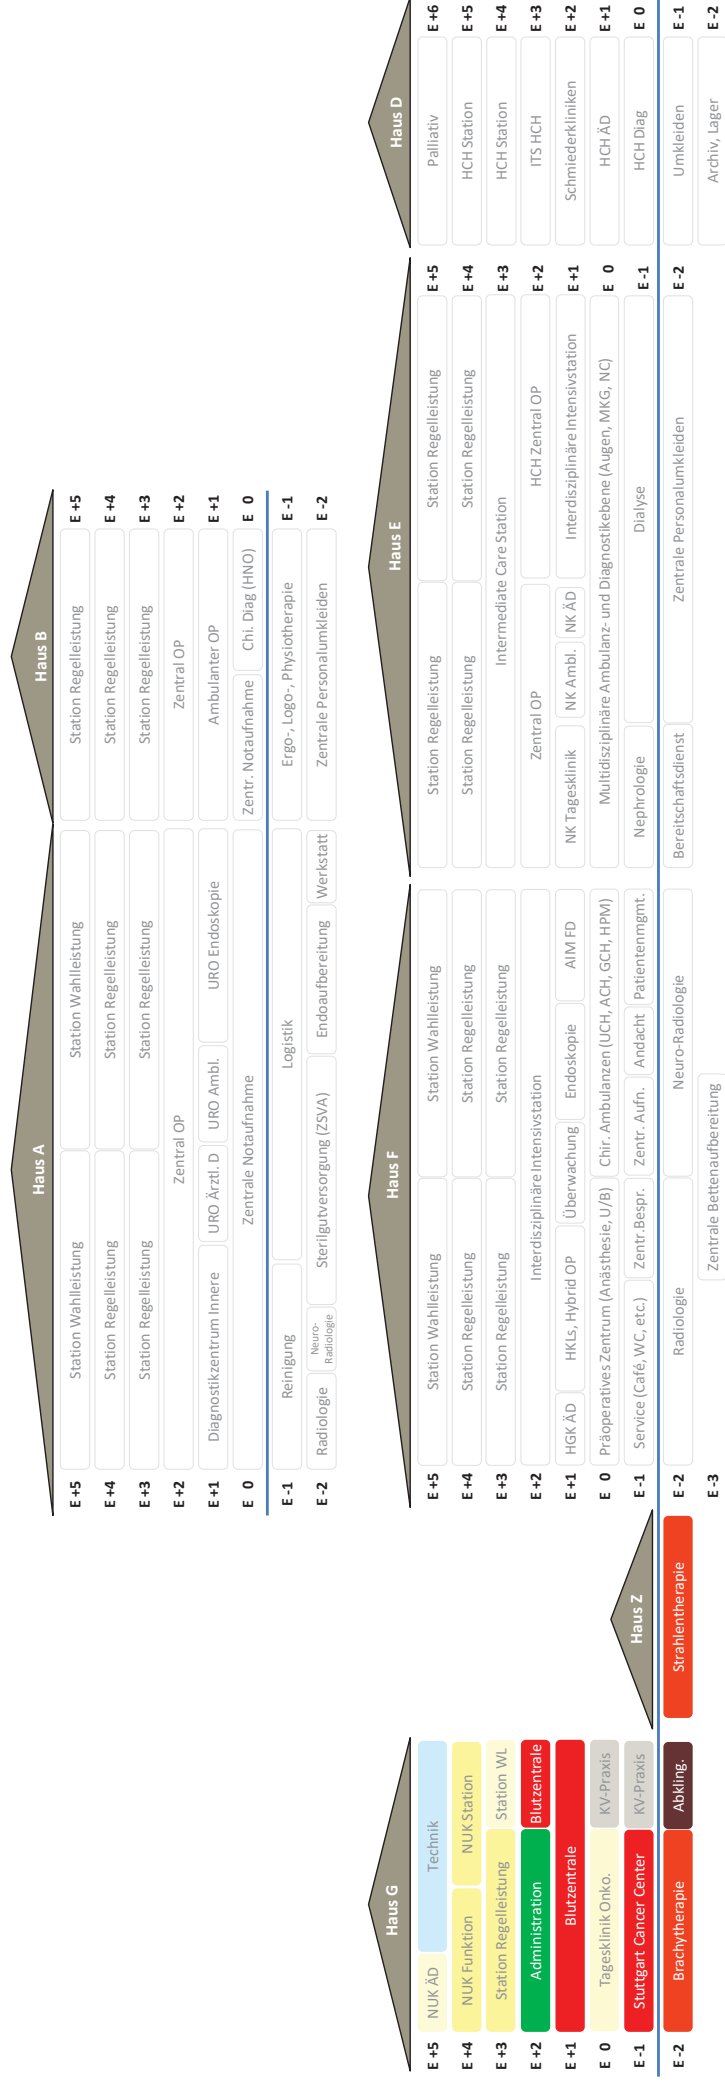 Haus A
Haus B
E +5
Station Wahlleistung
Station Wahlleistung
Station Regelleistung
E +5
E +4
Station Regelleistung
Station Regelleistung
Station Regelleistung
E +4
E +3
Station Regelleistung
Station Regelleistung
Station Regelleistung
E +3
E +2
Zentral OP
Zentral OP
E +2
E +1
Diagnostikzentrum Innere
URO Ärztl. D
URO Ambl.
URO Endoskopie
Ambulanter OP
E +1
E 0
Zentrale Notaufnahme
Zentr. Notaufnahme
Chi. Diag (HNO)
E 0
E -1
Reinigung
Logistik
Ergo-, Logo-, Physiotherapie
E -1
E -2
Radiologie
Neuro-
Radiologie
Sterilgutversorgung (ZSVA)
Endoaufbereitung
Werkstatt
Zentrale Personalumkleiden
E -2
Haus G
E +5
NUK ÄD
Technik
E +4
NUK Funktion
NUK Station
E +3
Station Regelleistung
Station WL
E +2
Administration
Blutzentrale
E +1
Blutzentrale
E 0
Tagesklinik Onko.
KV-Praxis
E -1
Stuttgart Cancer Center
KV-Praxis
E -2
Brachytherapie
Abkling.
Haus Z
Strahlentherapie
Haus F
E +5
Station Wahlleistung
Station Wahlleistung
E +4
Station Regelleistung
Station Regelleistung
E +3
Station Regelleistung
Station Regelleistung
E +2
Interdisziplinäre Intensivstation
E +1
HGK ÄD
HKLs, Hybrid OP
Überwachung
Endoskopie
AIM FD
E 0
Präoperatives Zentrum (Anästhesie, U/B)
Chir. Ambulanzen (UCH, ACH, GCH, HPM)
E -1
Service (Café, WC, etc.)
Zentr.Bespr.
Zentr. Aufn.
Andacht
Patientenmgmt.
E -2
Radiologie
Neuro-Radiologie
E -3
Zentrale Bettenaufbereitung
Haus E
Station Regelleistung
Station Regelleistung
E +5
Station Regelleistung
Station Regelleistung
E +4
Intermediate Care Station
E +3
Zentral OP
HCH Zentral OP
E +2
NK Tagesklinik
NK Ambl.
NK ÄD
Interdisziplinäre Intensivstation
E +1
Multidisziplinäre Ambulanz- und Diagnostikebene (Augen, MKG, NC)
E 0
Nephrologie
Dialyse
E -1
Bereitschaftsdienst
Zentrale Personalumkleiden
E -2
Haus D
Palliativ
E +6
HCH Station
E +5
HCH Station
E +4
ITS HCH
E +3
Schmiederkliniken
E +2
HCH ÄD
E +1
HCH Diag
E 0
Umkleiden
E -1
Archiv, Lager
E -2